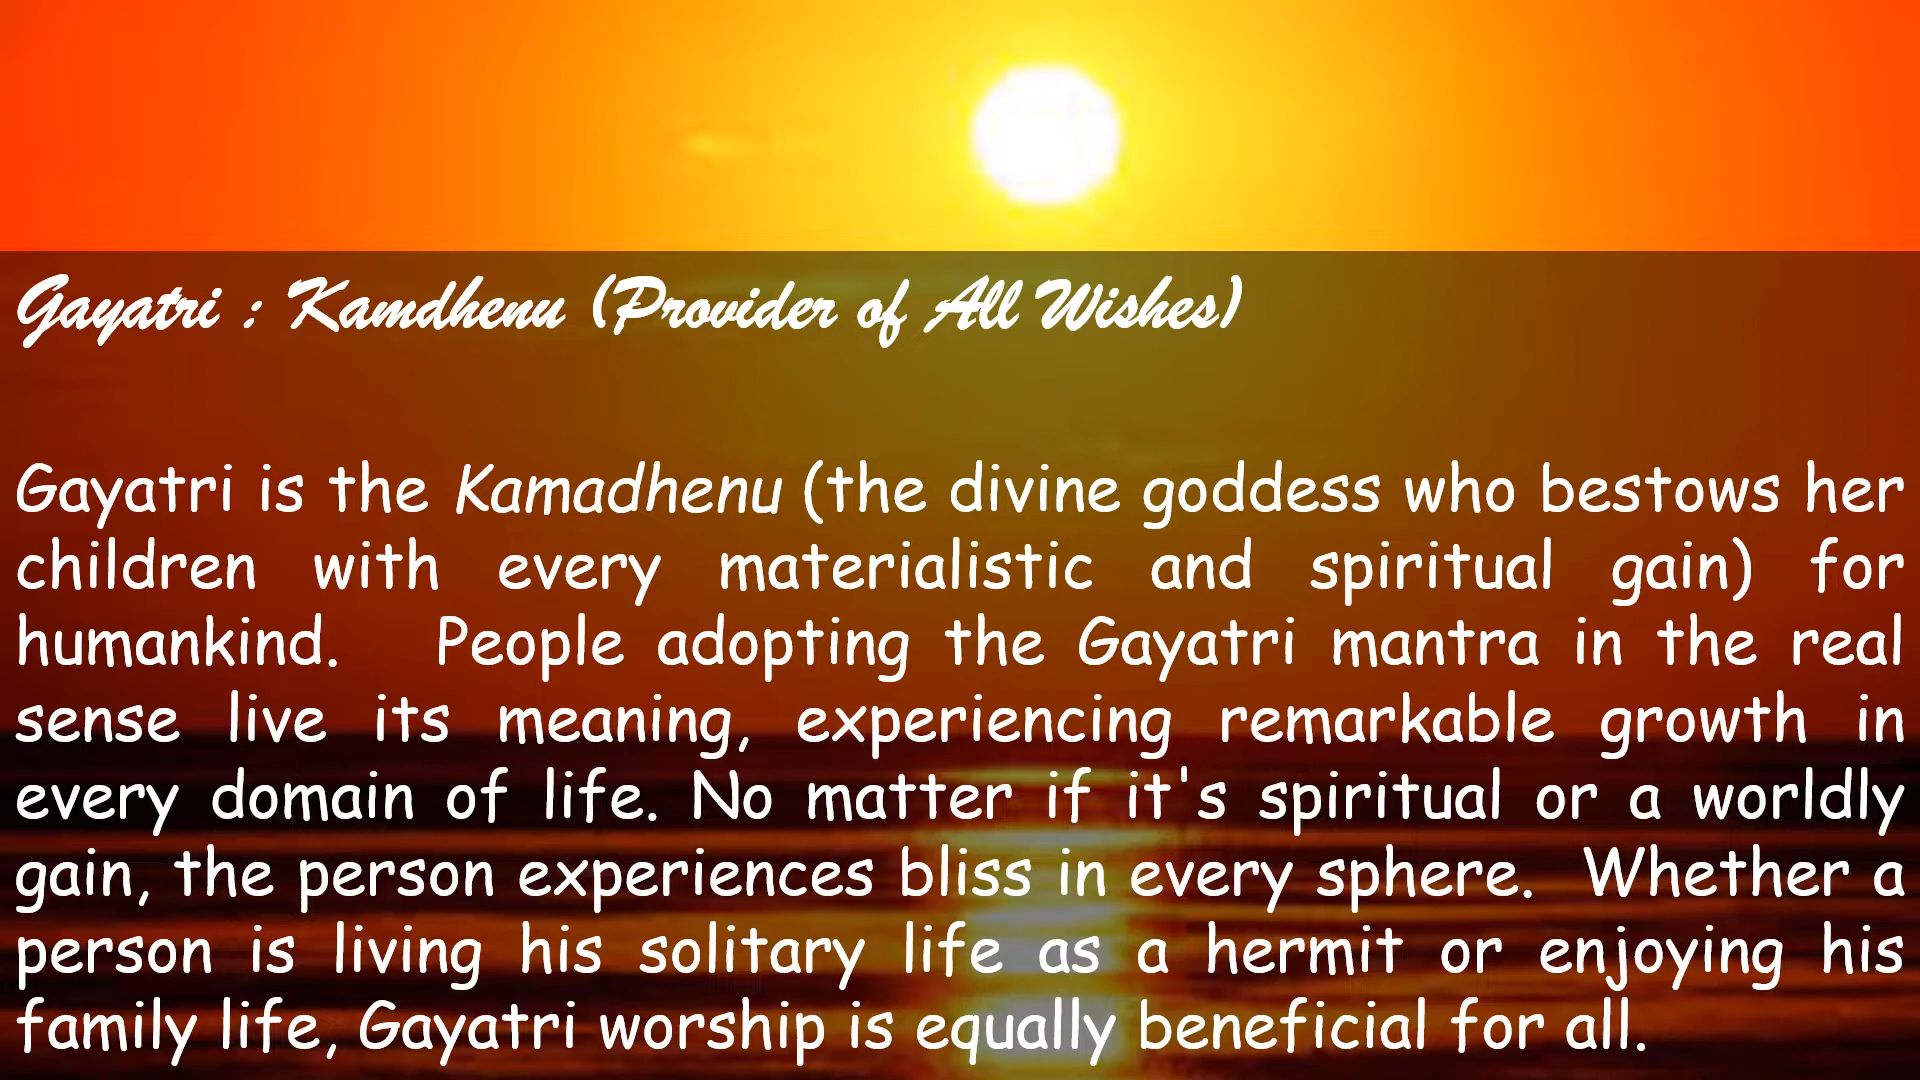 Gayatri : Kamdhenu (Provider of All Wishes)
Gayatri is the Kamadhenu (the divine goddess who bestows her
children with every materialistic and spiritual gain) for
humankind. People adopting the Gayatri mantra in the real
sense live its meaning, experiencing remarkable growth in
every domain of life. No matter if it's spiritual or a worldly
gain, the person experiences bliss in every sphere. Whether a
person is living his solitary life as a hermit or enjoying his
family life, Gayatri worship is equally beneficial for all.